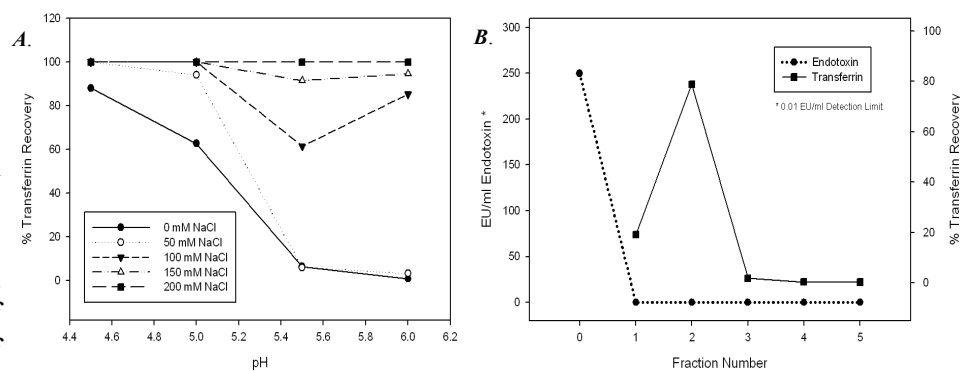 A.
% Transferrin Recovery
120
100
80
60
40
20
0
0 mM NaCl
50 mM NaCl
100 mM NaCl
150 mM NaCl
200 mM NaCl
4.4 4.6 4.8 5.0 5.2 5.4 5.6 5.8 6.0 6.2
pH
B.
EU/ml Endotoxin *
300
250
200
150
100
50
0
Endotoxin
Transferrin
* 0.01 EU/ml Detection Limit
100
80
60
40
20
0
% Transferrin Recovery
0 1 2 3 4 5
Fraction Number